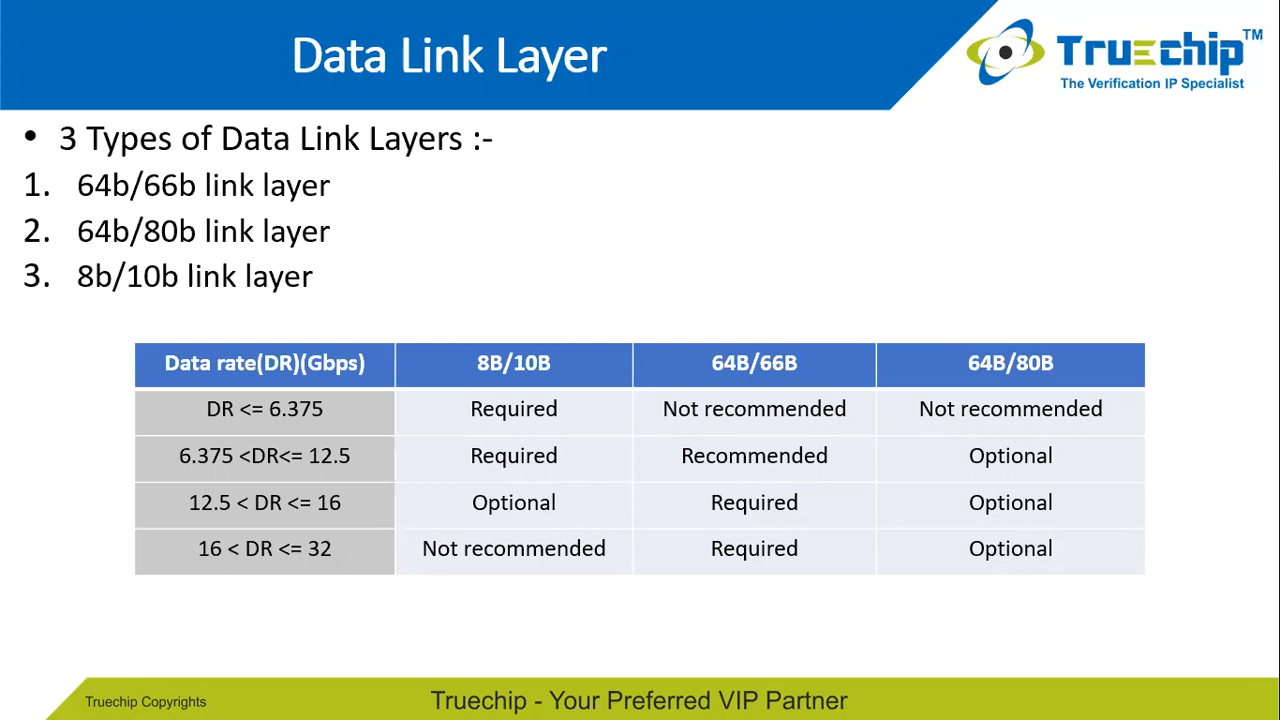 Data Link Layer
Truechip™
The Verification IP Specialist
• 3 Types of Data Link Layers :-
1. 64b/66b link layer
2. 64b/80b link layer
3. 8b/10b link layer
Data rate(DR)(Gbps) 8B/10B 64B/66B 64B/80B
DR <= 6.375 Required Not recommended Not recommended
6.375 <DR<= 12.5 Required Recommended Optional
12.5 < DR <= 16 Optional Required Optional
16 < DR <= 32 Not recommended Required Optional
Truechip Copyrights
Truechip - Your Preferred VIP Partner